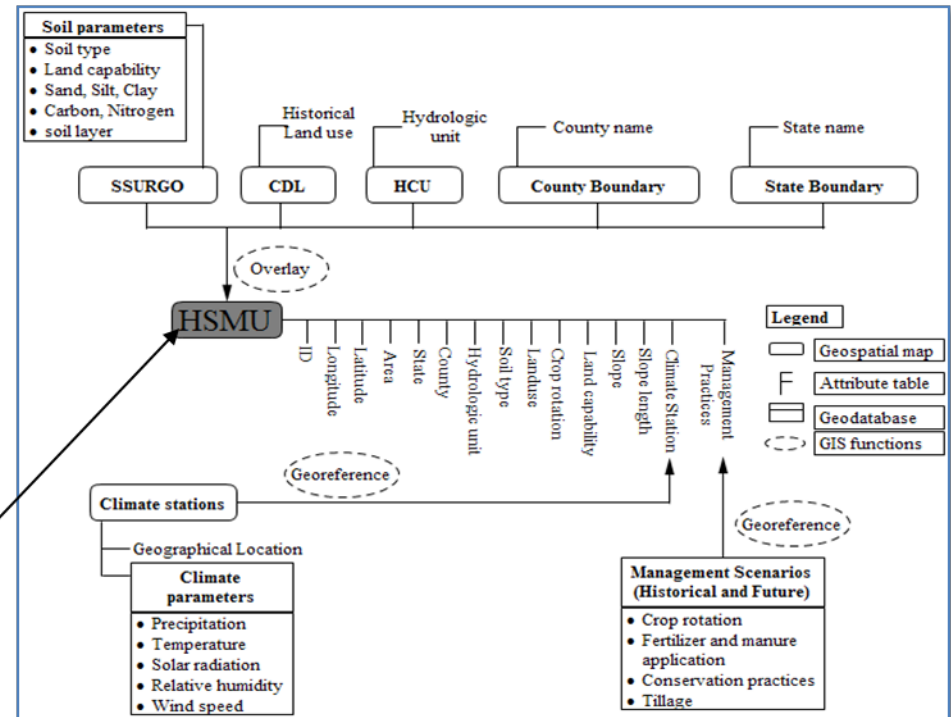 Soil parameters
• Soil type
• Land capability
• Sand, Silt, Clay
• Carbon, Nitrogen
• soil layer
Historical
Land use
Hydrologic
unit
County name
State name
SSURGO
CDL
HCU
County Boundary
State Boundary
Overlay
HSMU
ID
Longitude
Latitude
Area
State
County
Hydrologic unit
Soil type
Landuse
Crop rotation
Land capability
Slope
Slope length
Climate Station
Management
Practices
Legend
Geospatial map
Attribute table
Geodatabase
GIS functions
Georeference
Climate stations
Geographical Location
Climate
parameters
• Precipitation
• Temperature
• Solar radiation
• Relative humidity
• Wind speed
Georeference
Management Scenarios
(Historical and Future)
• Crop rotation
• Fertilizer and manure
application
• Conservation practices
• Tillage